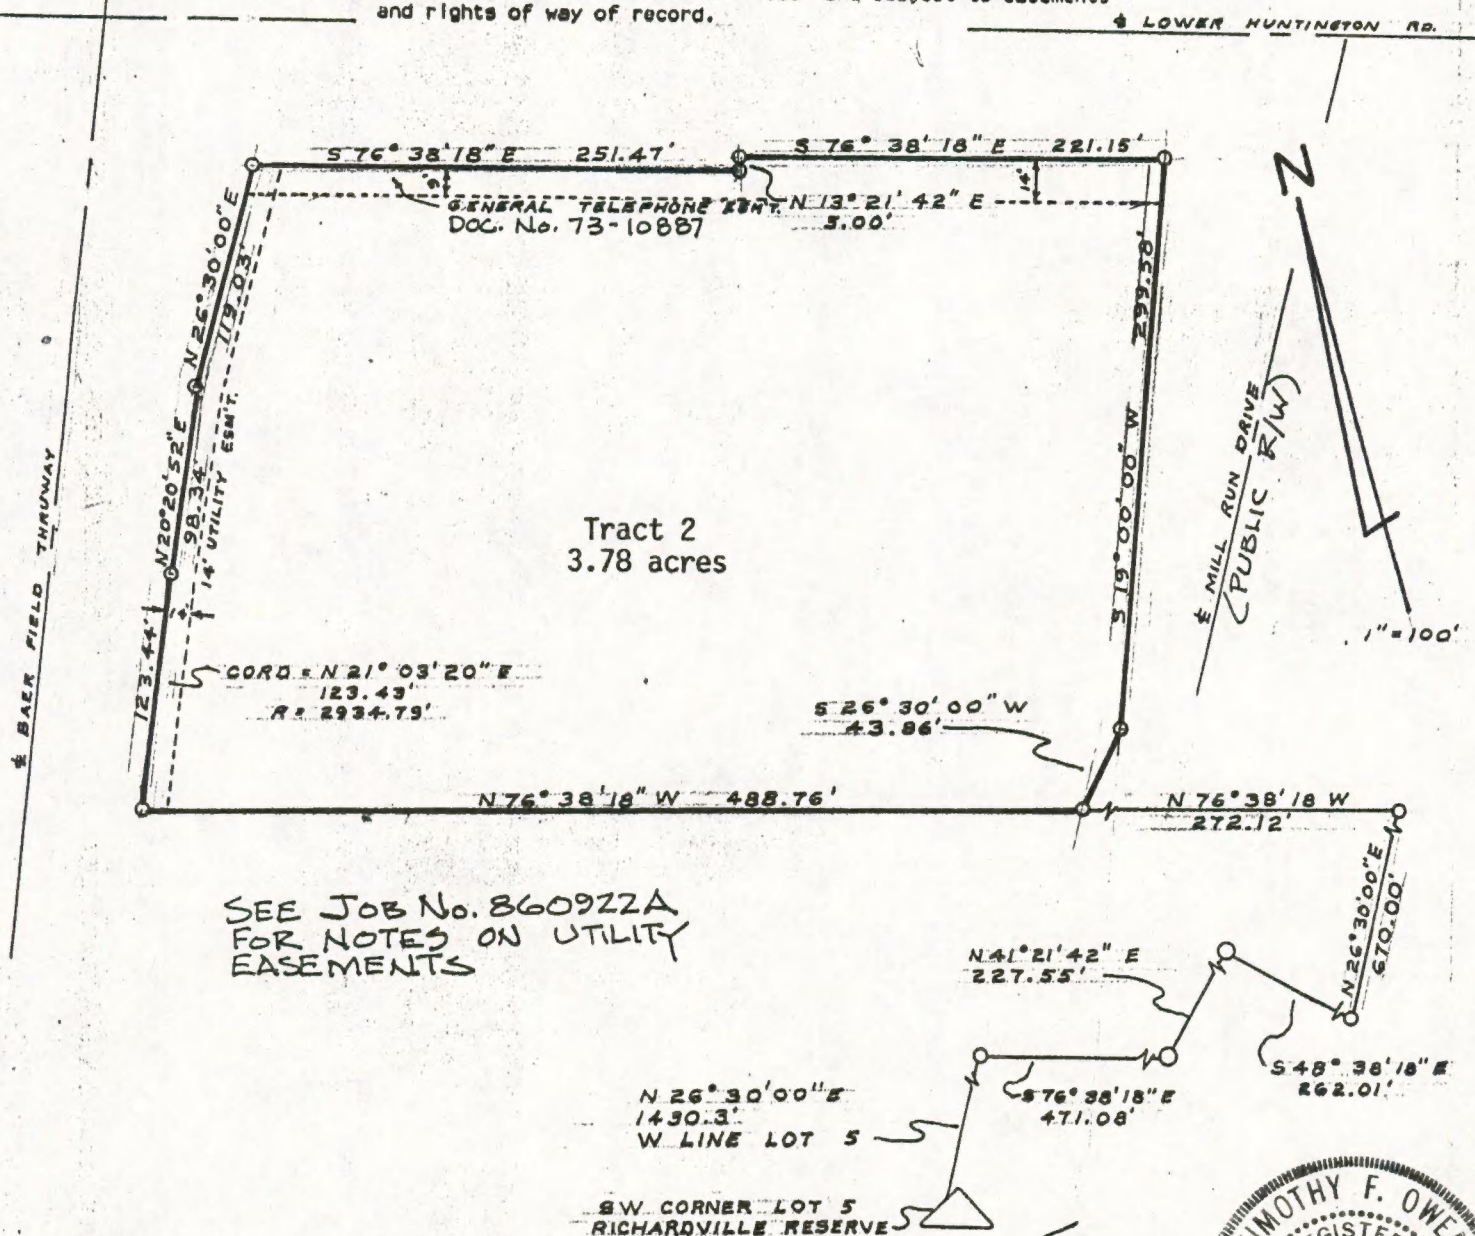 and rights of way of record.
℄ LOWER HUNTINGTON RD.
S 76° 38' 18" E 251.47'
S 76° 38' 18" E 221.15'
9'
14'
GENERAL TELEPHONE ESM'T.
DOC. No. 73-10887
N 13° 21' 42" E
5.00'
N
N 26° 30' 00" E
119.03'
299.58'
S 19° 00' 00" W
℄ MILL RUN DRIVE
(PUBLIC R/W)
1"=100'
N 20° 20' 52" E
98.34'
14' UTILITY ESM'T.
℄ BAER FIELD THRUWAY
Tract 2
3.78 acres
14'
123.44'
CORD = N 21° 03' 20" E
123.43'
R = 2934.79'
S 26° 30' 00" W
43.86'
N 76° 38' 18" W 488.76'
N 76° 38' 18 W
272.12'
N 26° 30' 00" E
670.00'
SEE JOB No. 860922A
FOR NOTES ON UTILITY
EASEMENTS
N 41° 21' 42" E
227.55'
S 48° 38' 18" E
262.01'
S 76° 38' 18" E
471.08'
N 26° 30' 00" E
1430.3'
W LINE LOT 5
SW CORNER LOT 5
RICHARDVILLE RESERVE
TIMOTHY F. OWE